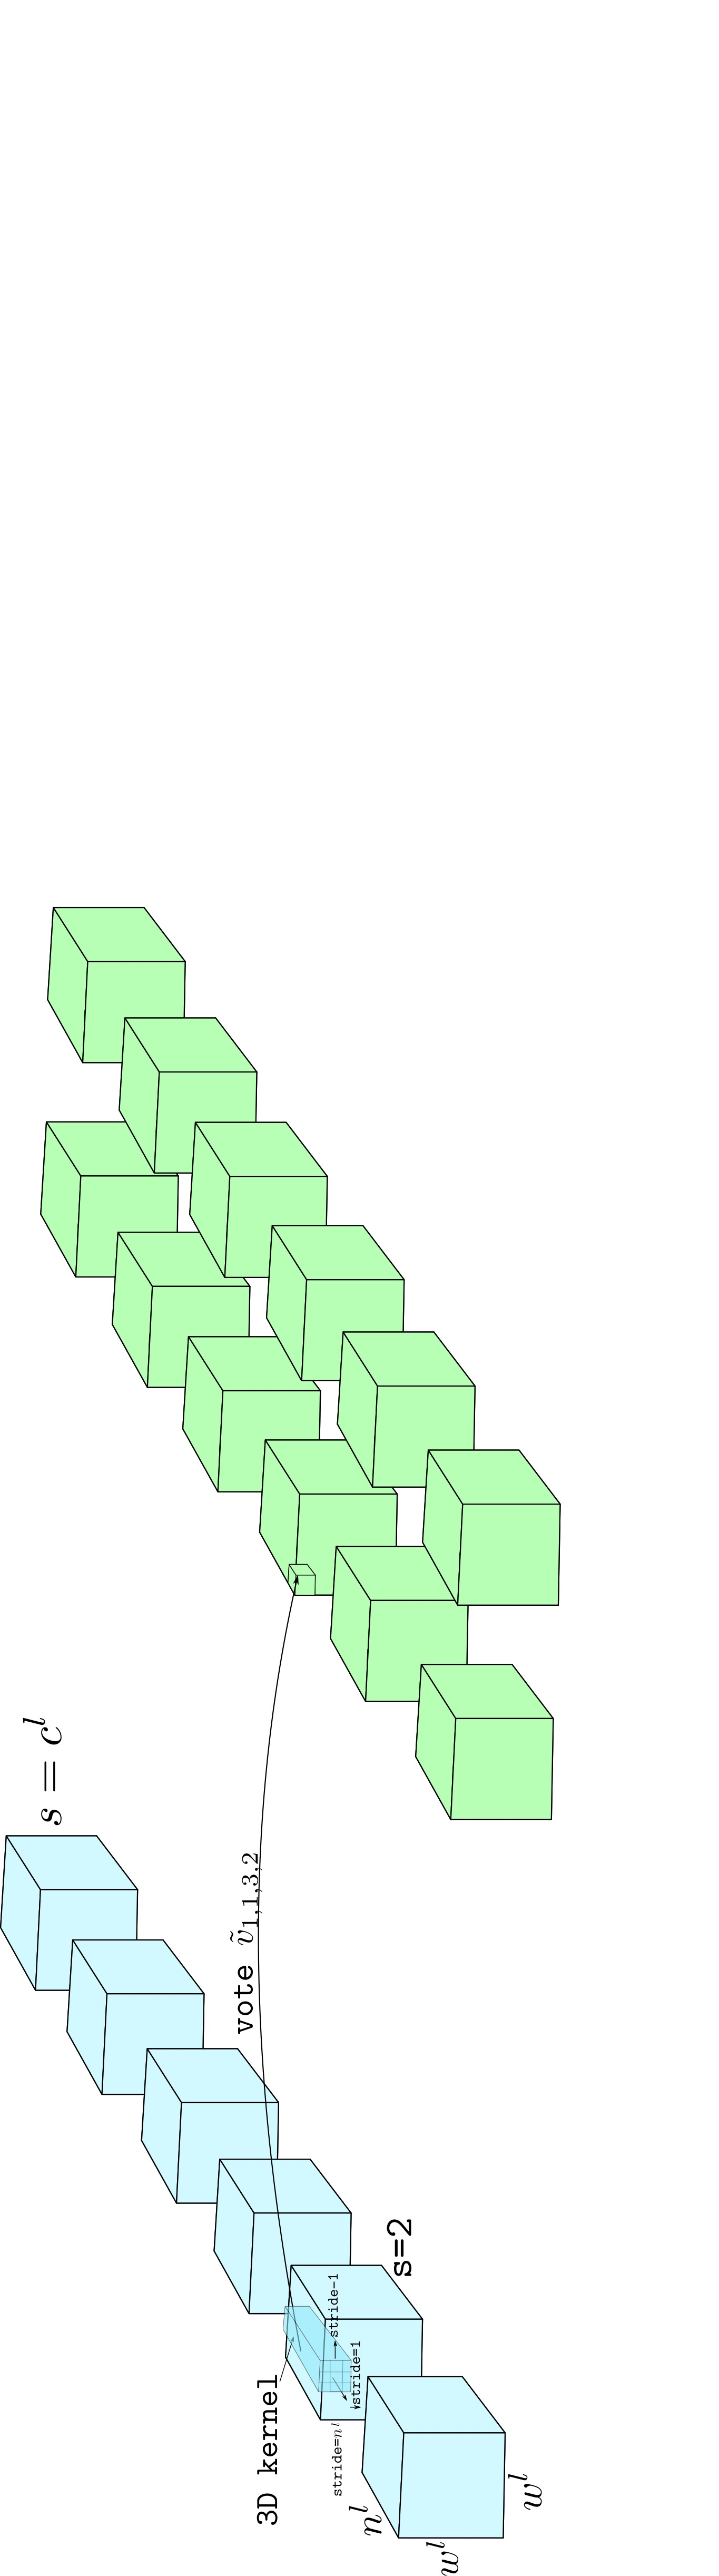 s = c^l
vote ṽ_{1,1,3,2}
s=2
stride-1
stride=1
3D kernel
stride=n^l
n^l
w^l
w^l